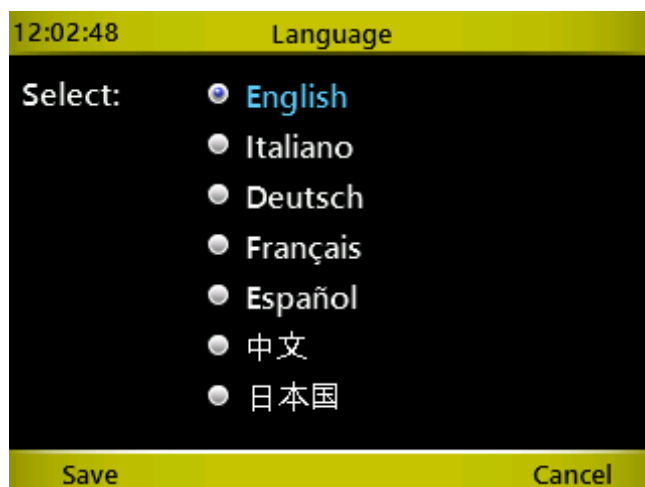 12:02:48 Language
Select: English
Italiano
Deutsch
Français
Español
中文
日本国
Save Cancel